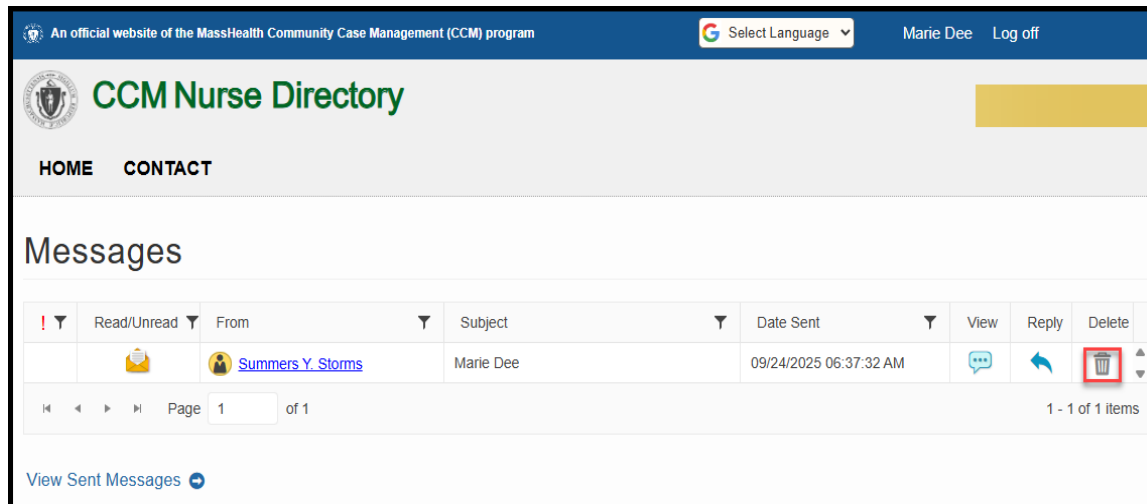 An official website of the MassHealth Community Case Management (CCM) program Select Language Marie Dee Log off
CCM Nurse Directory
HOME CONTACT
Messages
! Read/Unread From Subject Date Sent View Reply Delete
Summers Y. Storms Marie Dee 09/24/2025 06:37:32 AM
Page 1 of 1 1 - 1 of 1 items
View Sent Messages